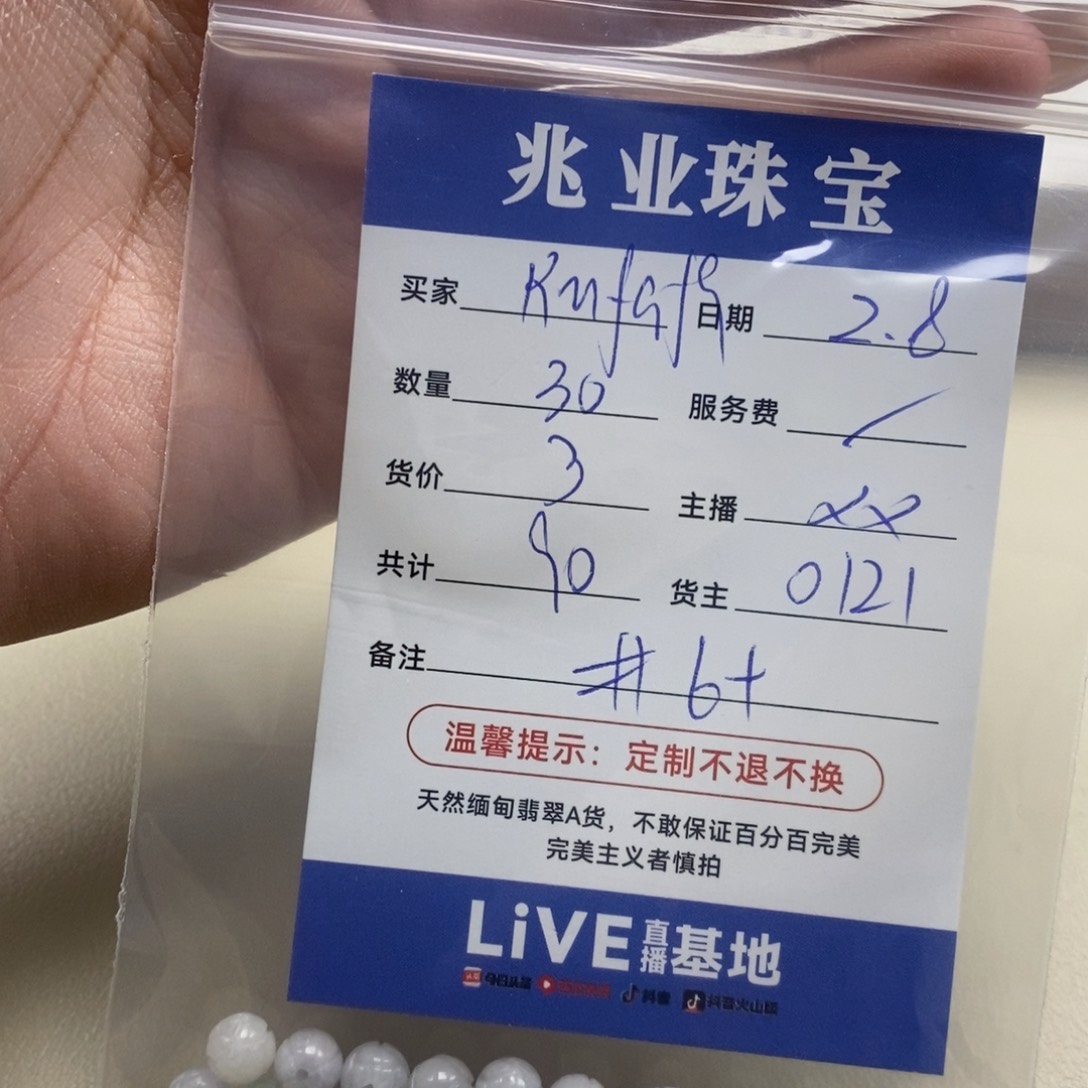 兆业珠宝
买家 日期 2.8
数量 30 服务费 /
货价 3 主播 xx
共计 90 货主 0121
备注 # 6+
温馨提示：定制不退不换
天然缅甸翡翠A货，不敢保证百分百完美
完美主义者慎拍
LiVE直播基地
今日头条 抖音 抖音火山版